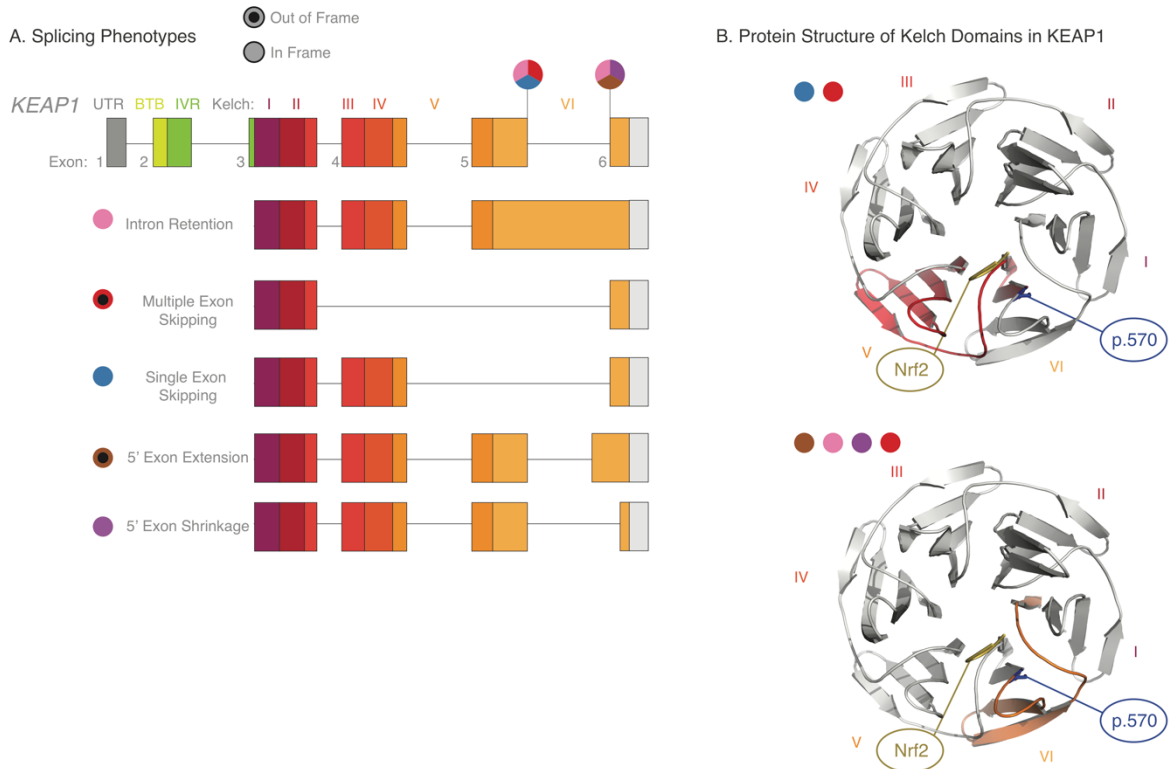 A. Splicing Phenotypes
Out of Frame
In Frame
KEAP1
UTR BTB IVR Kelch: I II III IV V VI
Exon: 1 2 3 4 5 6
Intron Retention
Multiple Exon
Skipping
Single Exon
Skipping
5' Exon Extension
5' Exon Shrinkage
B. Protein Structure of Kelch Domains in KEAP1
III
II
IV
I
p.570
V
Nrf2
VI
III
II
IV
I
p.570
V
Nrf2
VI